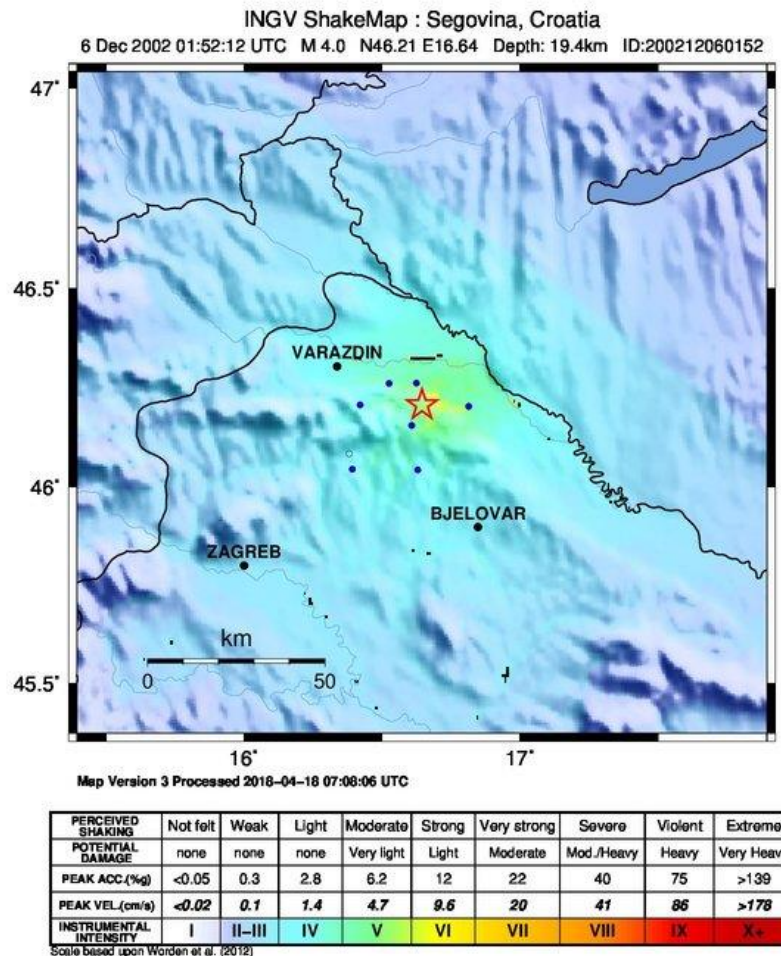 INGV ShakeMap : Segovina, Croatia
6 Dec 2002 01:52:12 UTC M 4.0 N46.21 E16.64 Depth: 19.4km ID:200212060152
47°
46.5°
VARAZDIN
46°
BJELOVAR
ZAGREB
km
0 50
45.5°
16° 17°
Map Version 3 Processed 2018-04-18 07:08:06 UTC
PERCEIVED SHAKING Not felt Weak Light Moderate Strong Very strong Severe Violent Extreme
POTENTIAL DAMAGE none none none Very light Light Moderate Mod./Heavy Heavy Very Heav
PEAK ACC.(%g) <0.05 0.3 2.8 6.2 12 22 40 75 >139
PEAK VEL.(cm/s) <0.02 0.1 1.4 4.7 9.6 20 41 86 >178
INSTRUMENTAL INTENSITY I II-III IV V VI VII VIII IX X+
Scale based upon Worden et al. (2012)